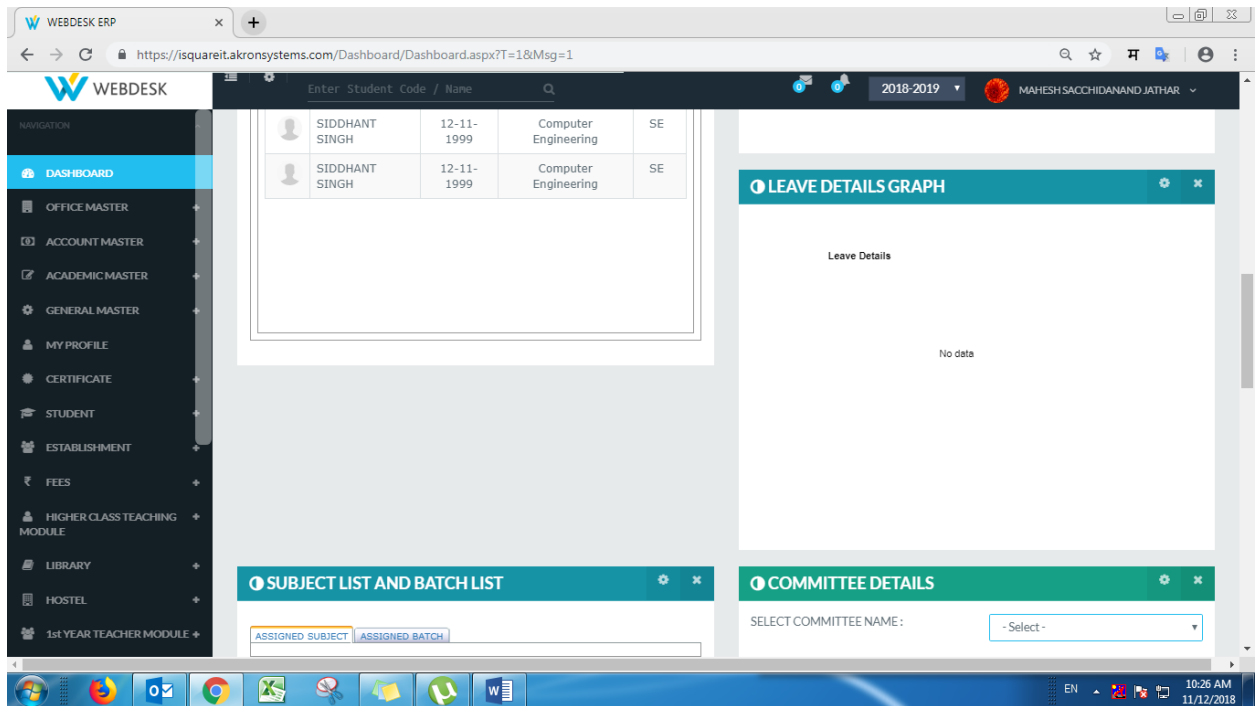 WEBDESK ERP
https://isquareit.akronsystems.com/Dashboard/Dashboard.aspx?T=1&Msg=1
म
WEBDESK
Enter Student Code / Name
0
0
2018-2019
MAHESH SACCHIDANAND JATHAR
NAVIGATION
DASHBOARD
OFFICE MASTER
ACCOUNT MASTER
ACADEMIC MASTER
GENERAL MASTER
MY PROFILE
CERTIFICATE
STUDENT
ESTABLISHMENT
₹ FEES
HIGHER CLASS TEACHING
MODULE
LIBRARY
HOSTEL
1st YEAR TEACHER MODULE
SIDDHANT 12-11- Computer SE
SINGH 1999 Engineering
SIDDHANT 12-11- Computer SE
SINGH 1999 Engineering
LEAVE DETAILS GRAPH
Leave Details
No data
SUBJECT LIST AND BATCH LIST
ASSIGNED SUBJECT ASSIGNED BATCH
COMMITTEE DETAILS
SELECT COMMITTEE NAME :
- Select -
EN
10:26 AM
11/12/2018